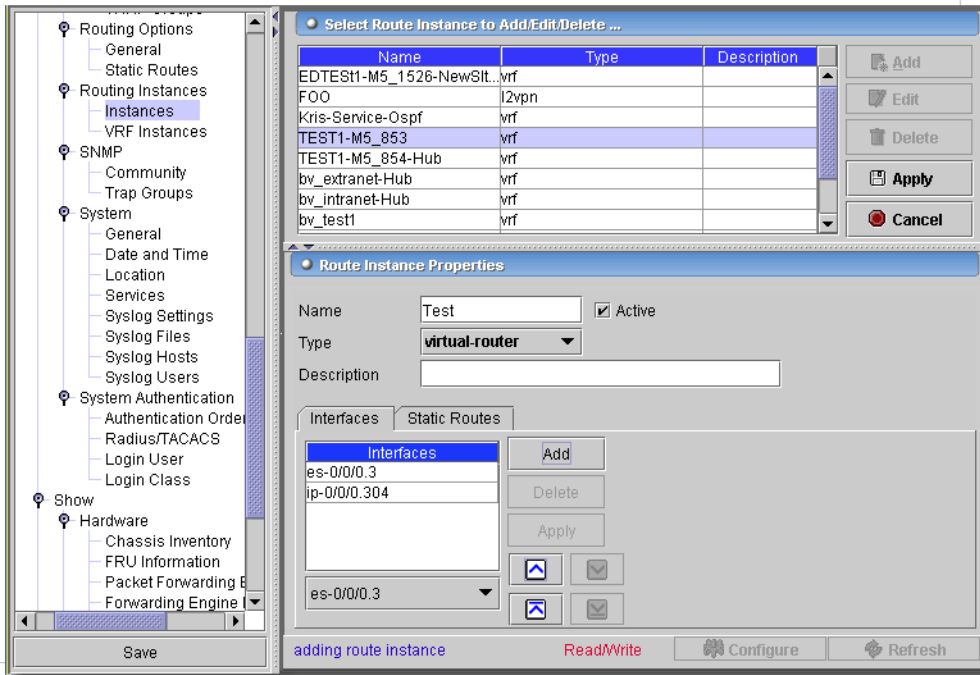 Routing Options
General
Static Routes
Routing Instances
Instances
VRF Instances
SNMP
Community
Trap Groups
System
General
Date and Time
Location
Services
Syslog Settings
Syslog Files
Syslog Hosts
Syslog Users
System Authentication
Authentication Order
Radius/TACACS
Login User
Login Class
Show
Hardware
Chassis Inventory
FRU Information
Packet Forwarding
Forwarding Engine
Save
Select Route Instance to Add/Edit/Delete ...
Name Type Description
EDTESt1-M5_1526-NewSIt... vrf
FOO l2vpn
Kris-Service-Ospf vrf
TEST1-M5_853 vrf
TEST1-M5_854-Hub vrf
bv_extranet-Hub vrf
bv_intranet-Hub vrf
bv_test1 vrf
Add
Edit
Delete
Apply
Cancel
Route Instance Properties
Name Test Active
Type virtual-router
Description
Interfaces Static Routes
Interfaces
es-0/0/0.3
ip-0/0/0.304
es-0/0/0.3
Add
Delete
Apply
adding route instance Read/Write Configure Refresh